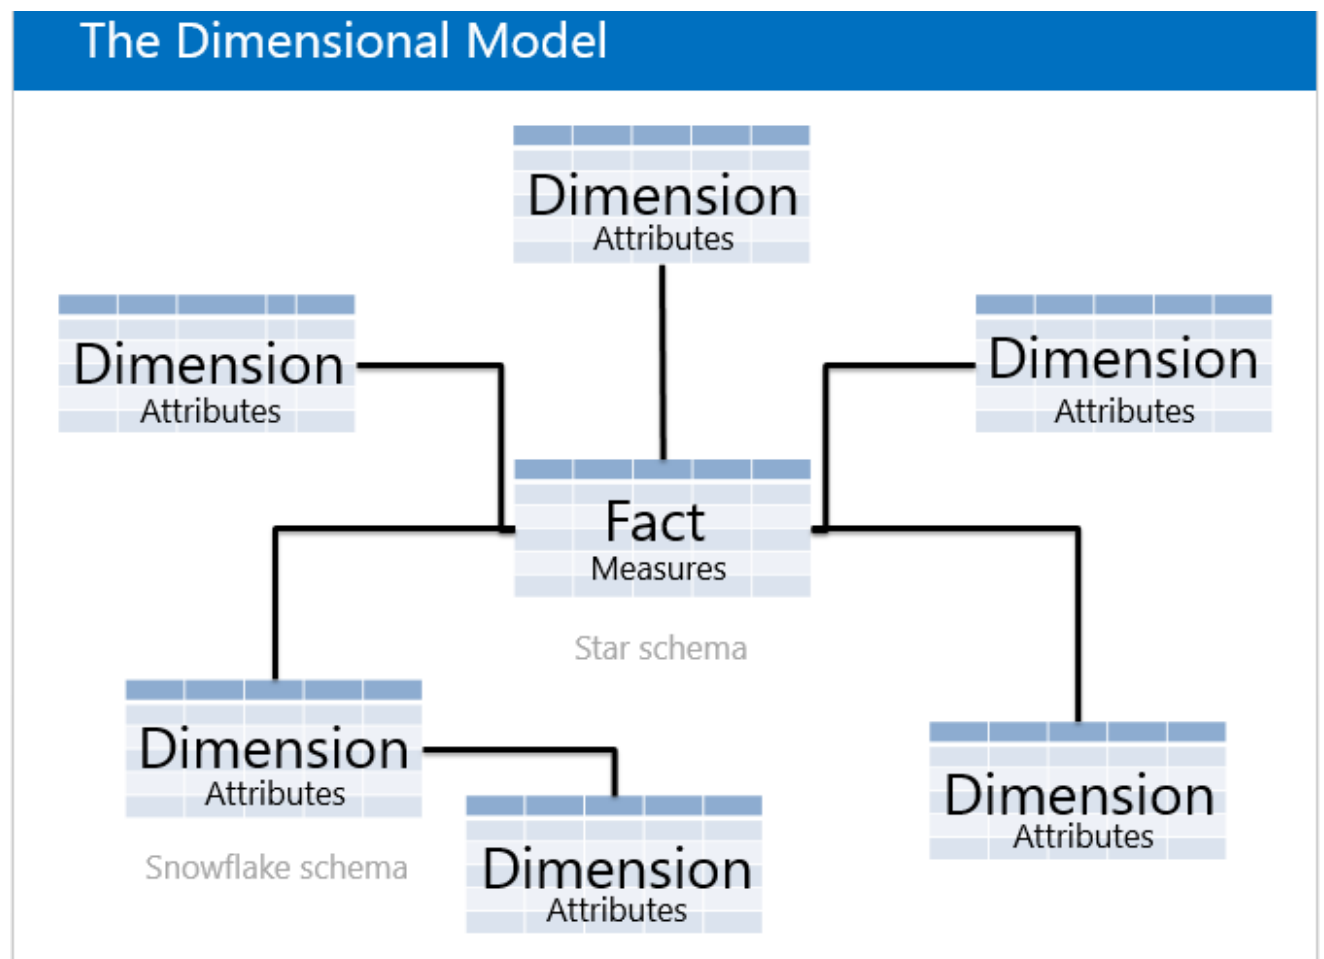 The Dimensional Model
Dimension
Attributes
Dimension
Attributes
Dimension
Attributes
Fact
Measures
Star schema
Dimension
Attributes
Snowflake schema
Dimension
Attributes
Dimension
Attributes